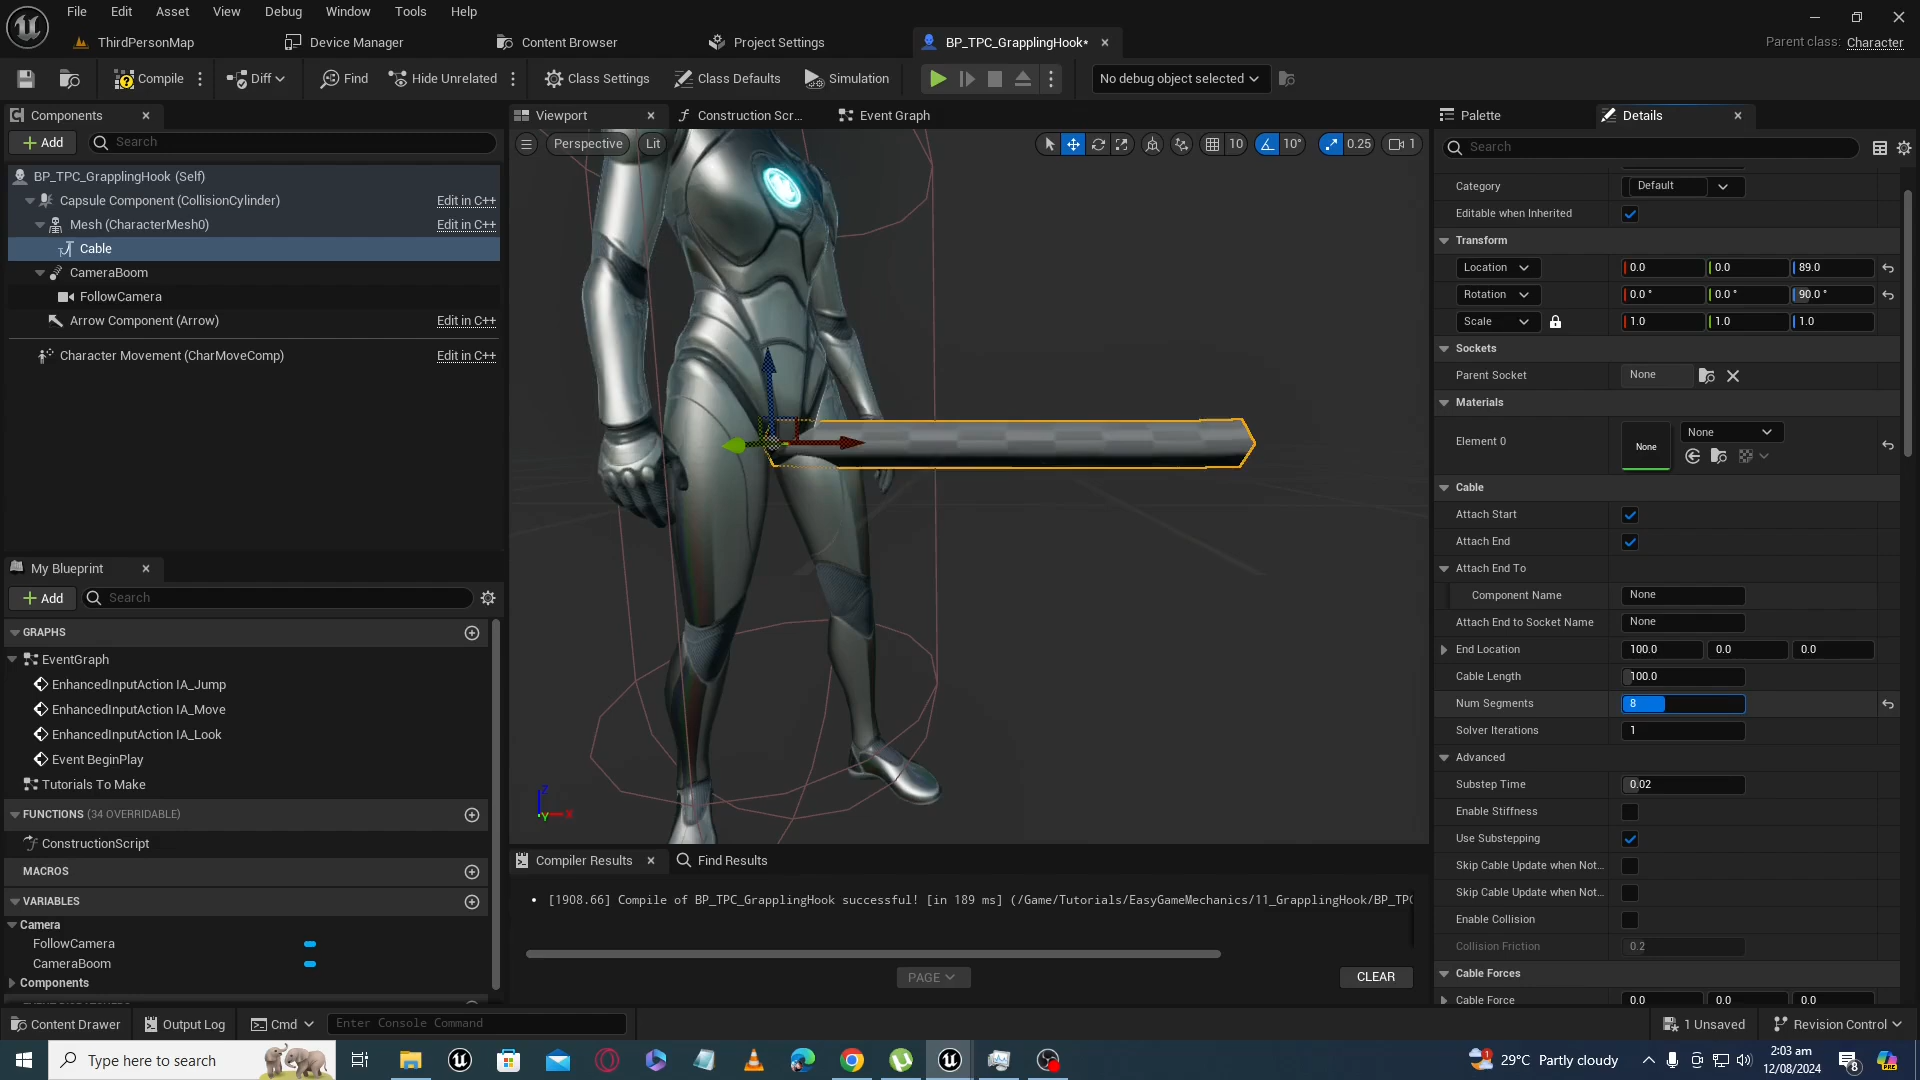 File Edit Asset View Debug Window Tools Help
ThirdPersonMap Device Manager Content Browser Project Settings BP_TPC_GrapplingHook* Parent class: Character
Compile Diff Find Hide Unrelated Class Settings Class Defaults Simulation No debug object selected
Components
Add Search
BP_TPC_GrapplingHook (Self)
Capsule Component (CollisionCylinder) Edit in C++
Mesh (CharacterMesh0) Edit in C++
Cable
CameraBoom
FollowCamera
Arrow Component (Arrow) Edit in C++
Character Movement (CharMoveComp) Edit in C++
My Blueprint
Add Search
GRAPHS
EventGraph
EnhancedInputAction IA_Jump
EnhancedInputAction IA_Move
EnhancedInputAction IA_Look
Event BeginPlay
Tutorials To Make
FUNCTIONS (34 OVERRIDABLE)
ConstructionScript
MACROS
VARIABLES
Camera
FollowCamera
CameraBoom
Components
Viewport Construction Scr... Event Graph
Perspective Lit 10 10° 0.25 1
Z
Y X
Compiler Results Find Results
[1908.66] Compile of BP_TPC_GrapplingHook successful! [in 189 ms] (/Game/Tutorials/EasyGameMechanics/11_GrapplingHook/BP_TPC
PAGE CLEAR
Palette Details
Search
Category Default
Editable when Inherited
Transform
Location 0.0 0.0 89.0
Rotation 0.0 ° 0.0 ° 90.0 °
Scale 1.0 1.0 1.0
Sockets
Parent Socket None
Materials
Element 0 None None
Cable
Attach Start
Attach End
Attach End To
Component Name None
Attach End to Socket Name None
End Location 100.0 0.0 0.0
Cable Length 100.0
Num Segments 8
Solver Iterations 1
Advanced
Substep Time 0.02
Enable Stiffness
Use Substepping
Skip Cable Update when Not...
Skip Cable Update when Not...
Enable Collision
Collision Friction 0.2
Cable Forces
Cable Force 0.0 0.0 0.0
Content Drawer Output Log Cmd Enter Console Command 1 Unsaved Revision Control
Type here to search 1 29°C Partly cloudy 2:03 am
12/08/2024 8 PRE